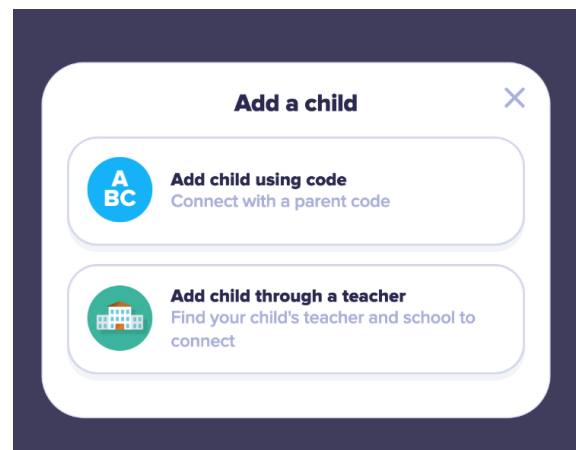 Add a child
A
BC
Add child using code
Connect with a parent code
Add child through a teacher
Find your child's teacher and school to
connect